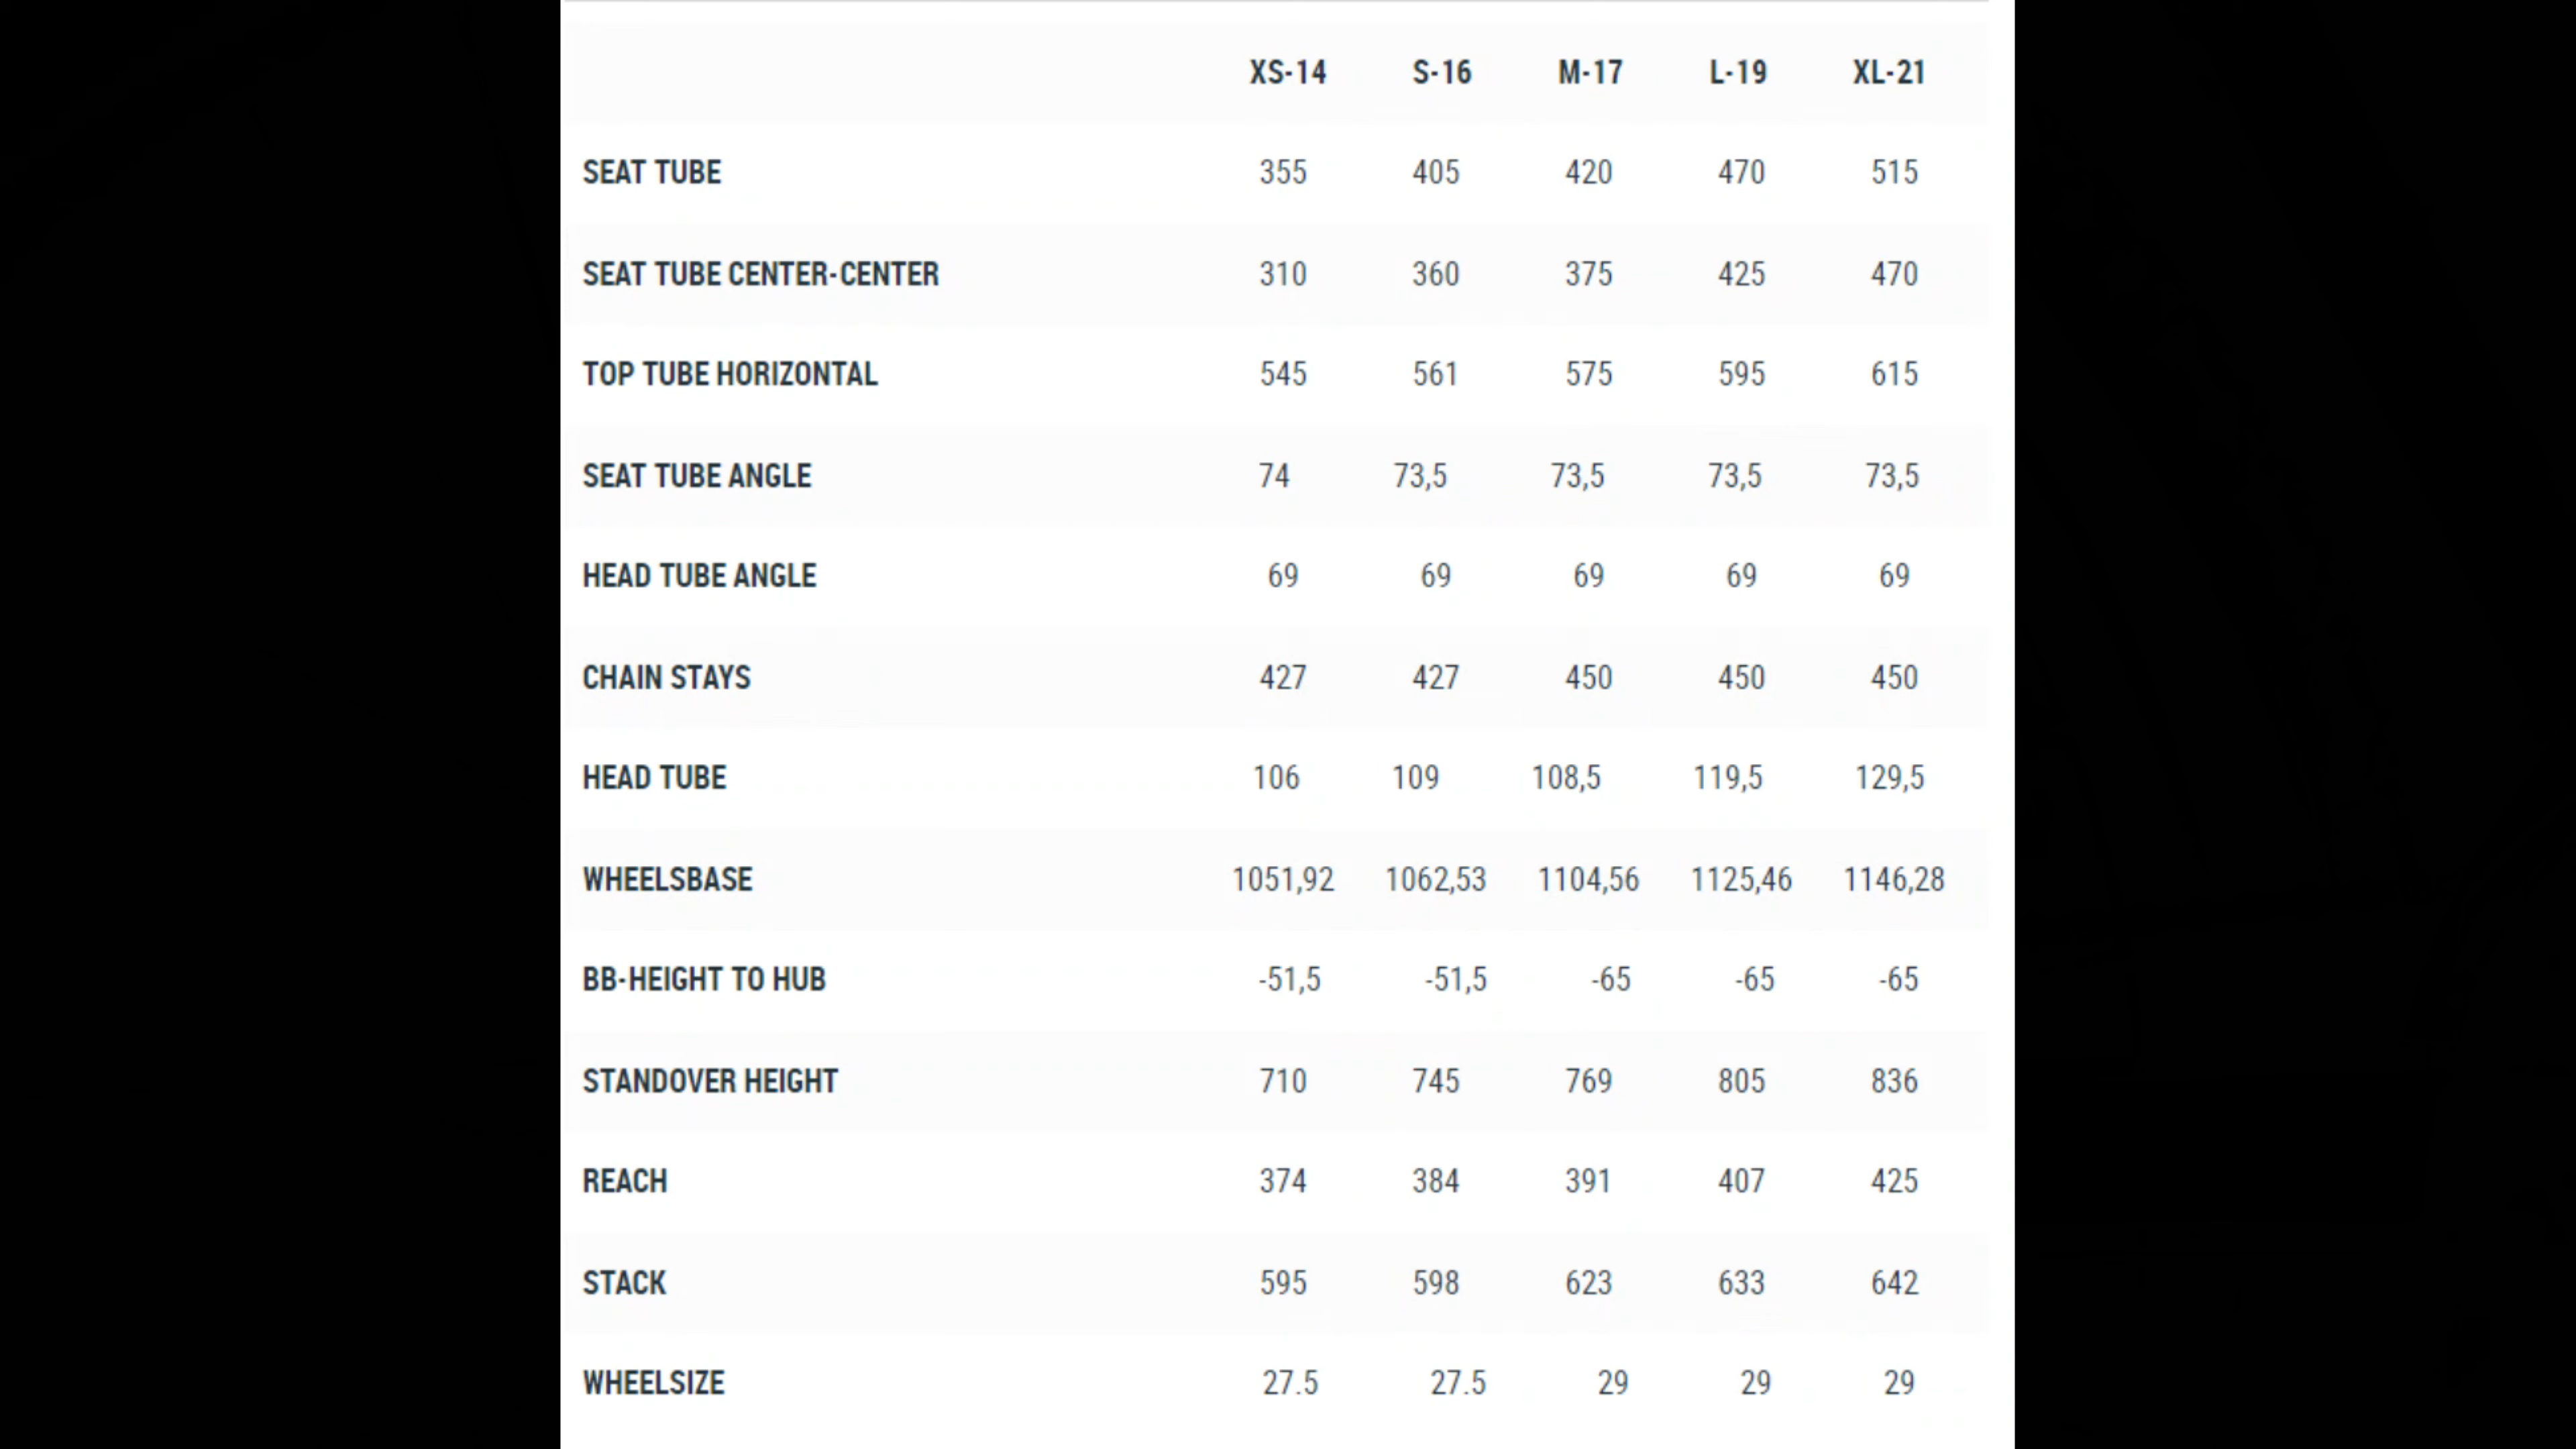 XS-14 S-16 M-17 L-19 XL-21
SEAT TUBE 355 405 420 470 515
SEAT TUBE CENTER-CENTER 310 360 375 425 470
TOP TUBE HORIZONTAL 545 561 575 595 615
SEAT TUBE ANGLE 74 73,5 73,5 73,5 73,5
HEAD TUBE ANGLE 69 69 69 69 69
CHAIN STAYS 427 427 450 450 450
HEAD TUBE 106 109 108,5 119,5 129,5
WHEELSBASE 1051,92 1062,53 1104,56 1125,46 1146,28
BB-HEIGHT TO HUB -51,5 -51,5 -65 -65 -65
STANDOVER HEIGHT 710 745 769 805 836
REACH 374 384 391 407 425
STACK 595 598 623 633 642
WHEELSIZE 27.5 27.5 29 29 29